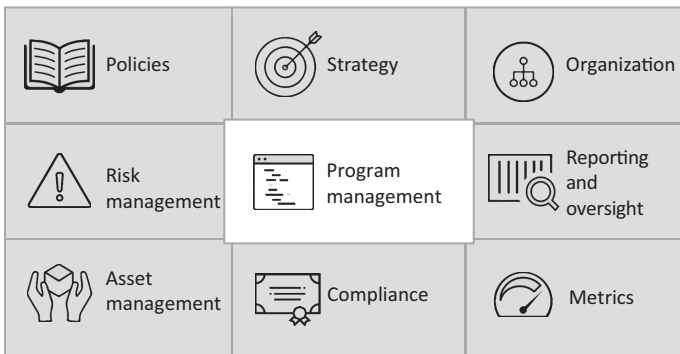 Policies
Strategy
Organization
Risk
management
Program
management
Reporting
and
oversight
Asset
management
Compliance
Metrics